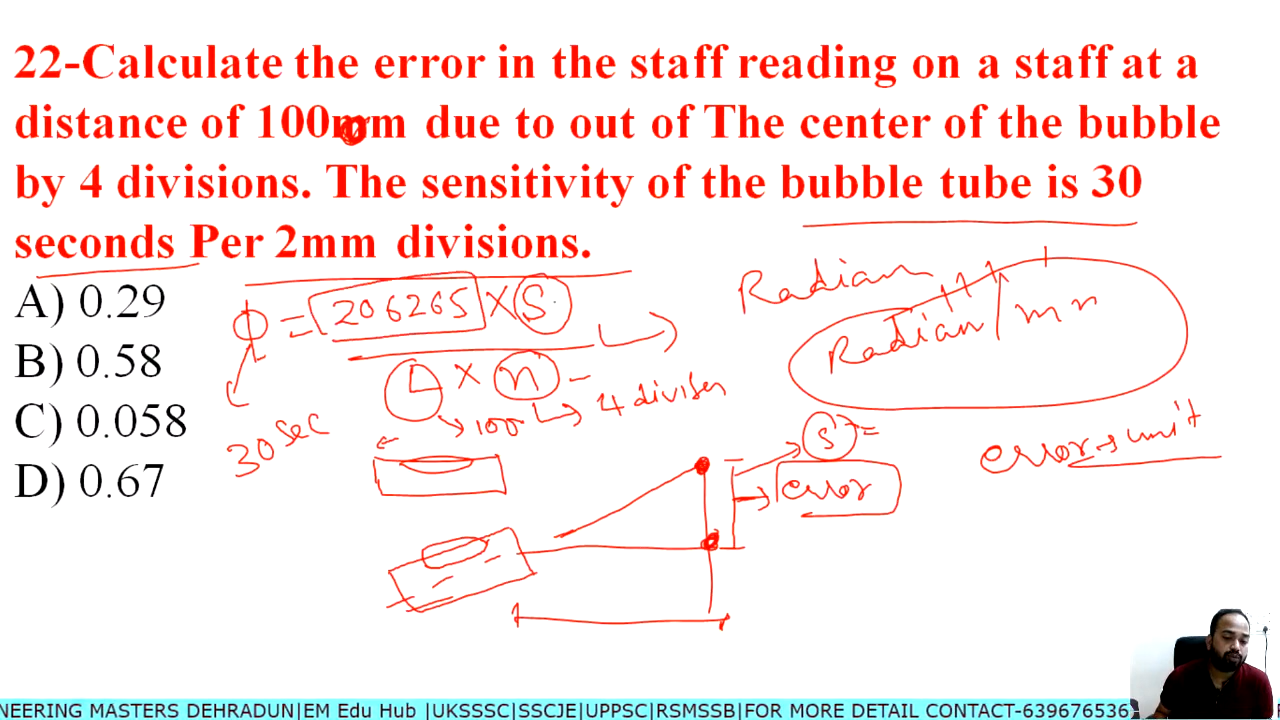 22-Calculate the error in the staff reading on a staff at a
distance of 100mm due to out of The center of the bubble
by 4 divisions. The sensitivity of the bubble tube is 30
seconds Per 2mm divisions.
A) 0.29
B) 0.58
C) 0.058
D) 0.67
Radian
Φ = 206265 × S
Radian/mm
L × n
100
4 division
30 sec
S =
error
error → unit
NEERING MASTERS DEHRADUN|EM Edu Hub |UKSSSC|SSCJE|UPPSC|RSMSSB|FOR MORE DETAIL CONTACT-639676536